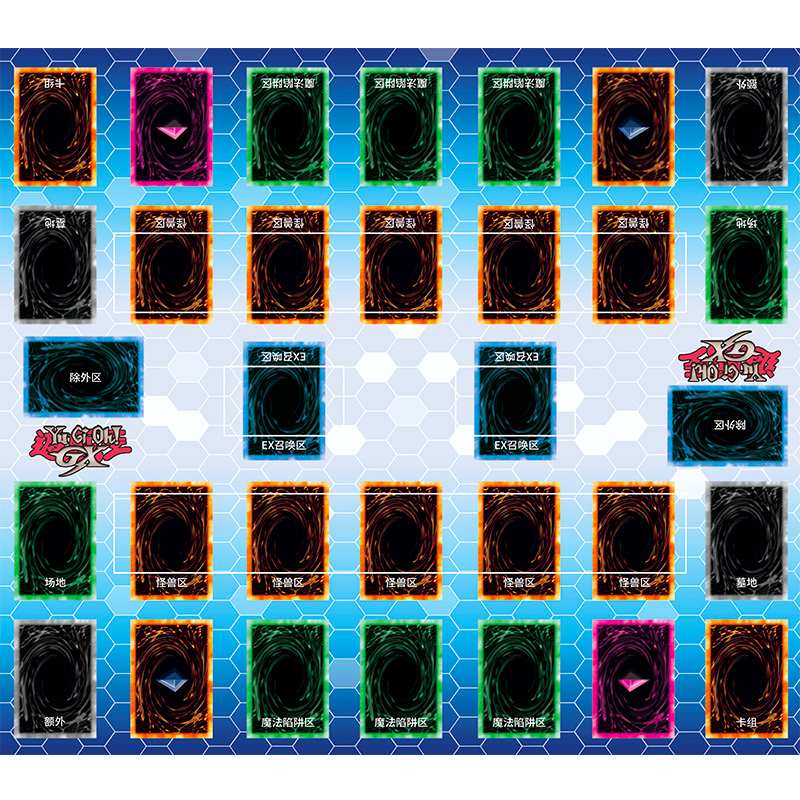 卡组
魔法陷阱区
魔法陷阱区
魔法陷阱区
额外
墓地
怪兽区
怪兽区
怪兽区
怪兽区
怪兽区
场地
除外区
EX召唤区
EX召唤区
Yu-Gi-Oh!
GX
Yu-Gi-Oh!
GX
EX召唤区
EX召唤区
除外区
场地
怪兽区
怪兽区
怪兽区
怪兽区
怪兽区
墓地
额外
魔法陷阱区
魔法陷阱区
魔法陷阱区
卡组